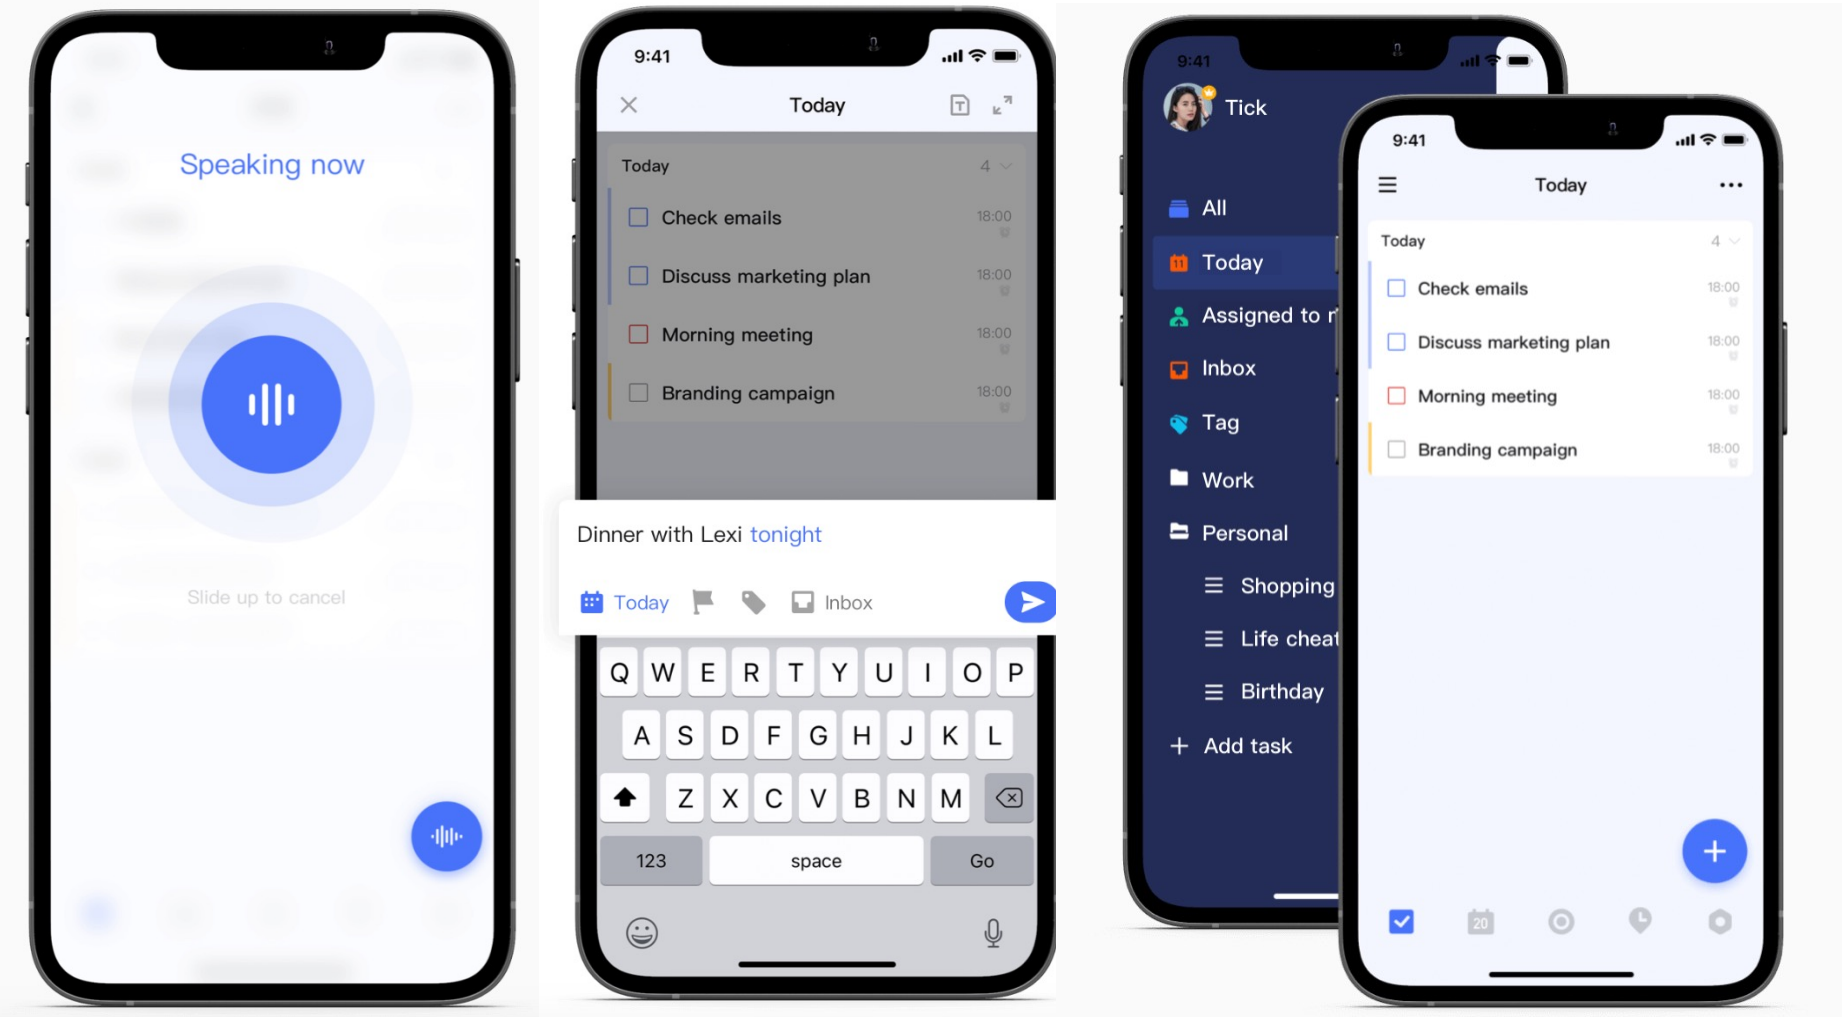 Speaking now
Slide up to cancel
9:41
Today
Today 4
Check emails 18:00
Discuss marketing plan 18:00
Morning meeting 18:00
Branding campaign 18:00
Dinner with Lexi tonight
Today Inbox
Q W E R T Y U I O P
A S D F G H J K L
Z X C V B N M
123 space Go
9:41
Tick
All
11 Today
Assigned to
Inbox
Tag
Work
Personal
Shopping
Life cheat
Birthday
+ Add task
9:41
Today
Today 4
Check emails 18:00
Discuss marketing plan 18:00
Morning meeting 18:00
Branding campaign 18:00
+
20